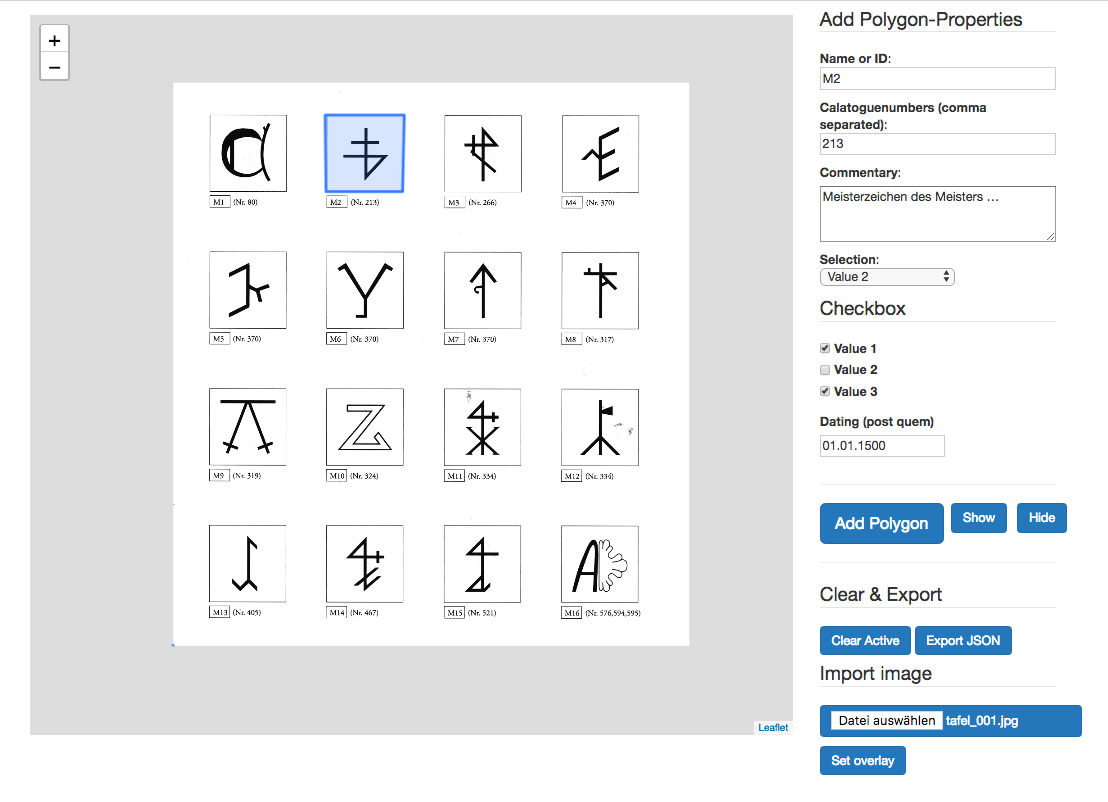 +
−
M1 (Nr. 80)
M2 (Nr. 213)
M3 (Nr. 266)
M4 (Nr. 370)
M5 (Nr. 370)
M6 (Nr. 370)
M7 (Nr. 370)
M8 (Nr. 317)
M9 (Nr. 319)
M10 (Nr. 324)
M11 (Nr. 334)
M12 (Nr. 334)
M13 (Nr. 405)
M14 (Nr. 467)
M15 (Nr. 521)
M16 (Nr. 576,594,595)
Leaflet
Add Polygon-Properties
Name or ID:
M2
Calatoguenumbers (comma
separated):
213
Commentary:
Meisterzeichen des Meisters …
Selection:
Value 2
Checkbox
Value 1
Value 2
Value 3
Dating (post quem)
01.01.1500
Add Polygon
Show
Hide
Clear & Export
Clear Active
Export JSON
Import image
Datei auswählen tafel_001.jpg
Set overlay